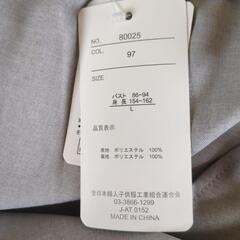 NO. 80025
COL. 97
SIZE
バスト 86-94
身長 154-162
L
品質表示:
表地 ポリエステル 100%
裏地 ポリエステル 100%
全日本婦人子供服工業組合連合会
03-3866-1299
J-AT 0152
MADE IN CHINA